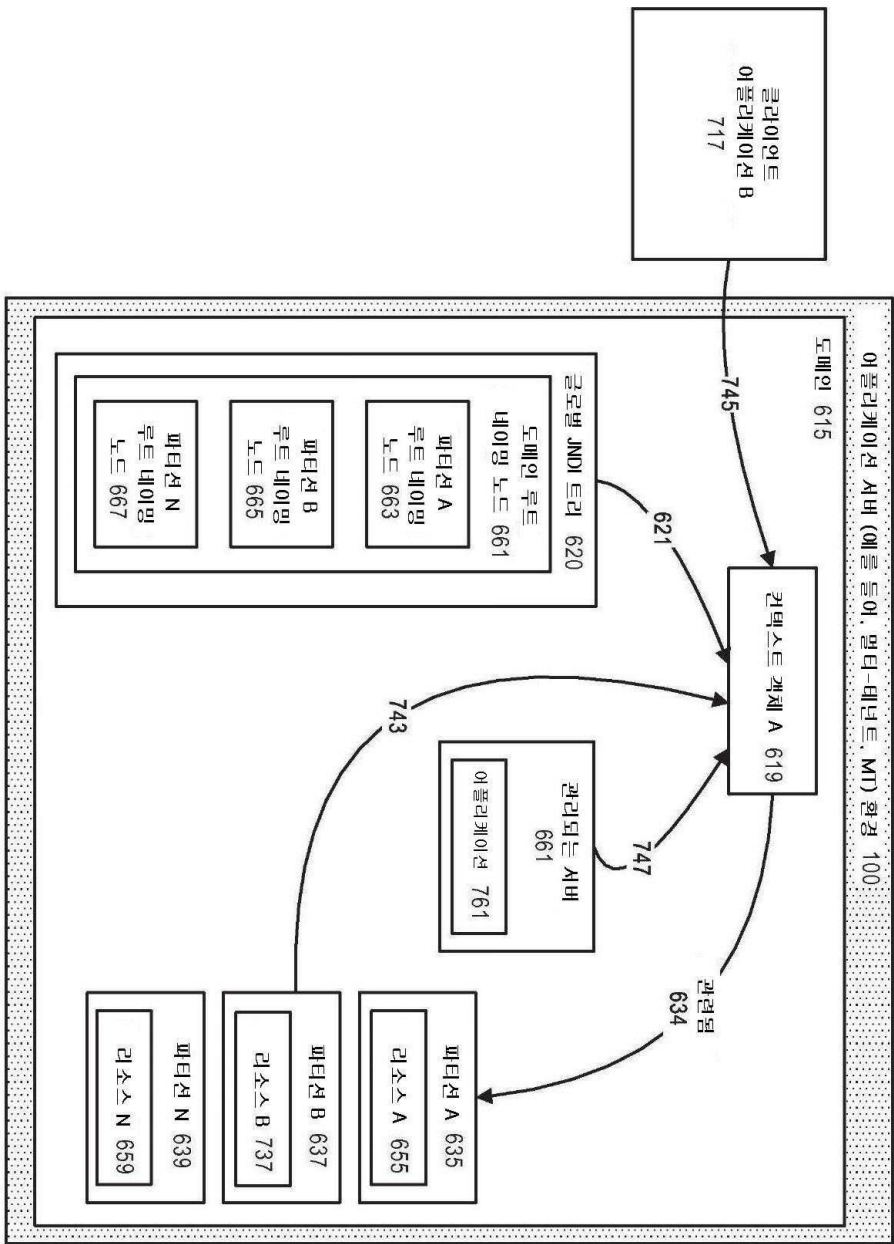 어플리케이션 서버 (예를 들어, 멀티-테넌트, MT) 환경 100
도메인 615
클라이언트
어플리케이션 B
717
745
컨텍스트 객체 A 619
621
글로벌 JNDI 트리 620
도메인 루트
네이밍 노드 661
파티션 A
루트 네이밍
노드 663
파티션 B
루트 네이밍
노드 665
파티션 N
루트 네이밍
노드 667
743
747
관리되는 서버
661
어플리케이션 761
관련됨
634
파티션 A 635
리소스 A 655
파티션 B 637
리소스 B 737
파티션 N 639
리소스 N 659